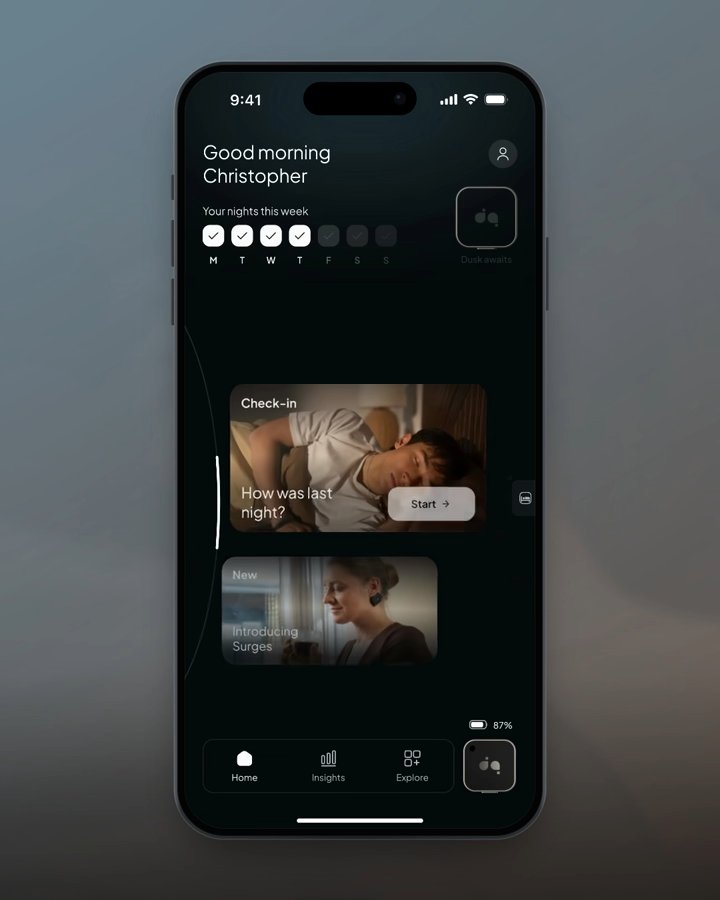 9:41
Good morning
Christopher
Your nights this week
M T W T F S S
Dusk awaits
Check-in
How was last
night?
Start →
New
Introducing
Surges
87%
Home Insights Explore